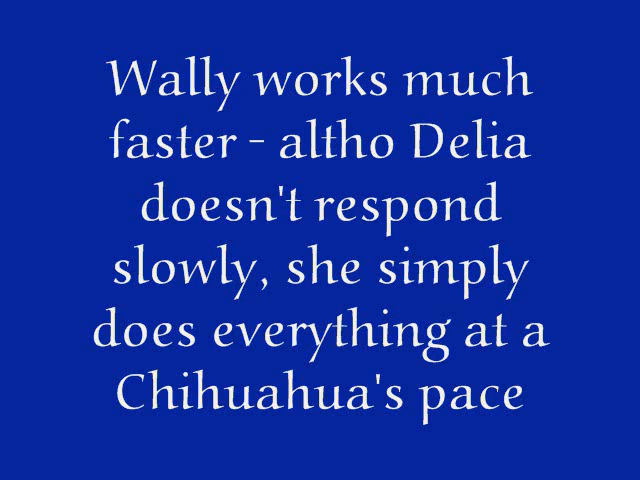 Wally works much
faster - altho Delia
doesn't respond
slowly, she simply
does everything at a
Chihuahua's pace